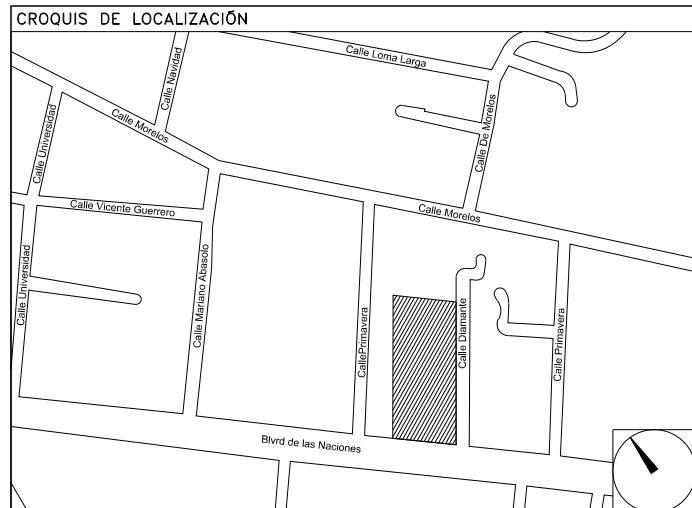 CROQUIS DE LOCALIZACIÓN
Calle Loma Larga
Calle Navidad
Calle Morelos
Calle Universidad
Calle De Morelos
Calle Vicente Guerrero
Calle Morelos
Calle Universidad
Calle Mariano Abasolo
CallePrimavera
Calle Diamante
Calle Primavera
Blvrd de las Naciones